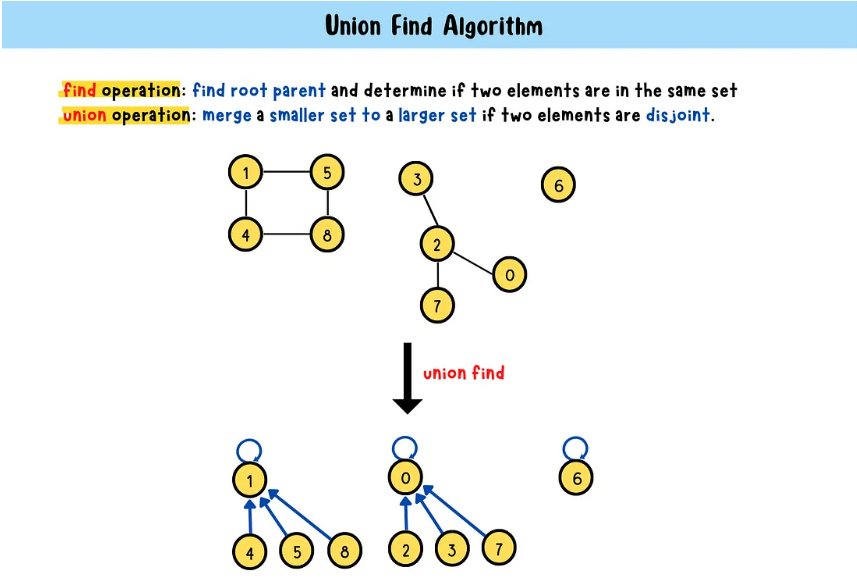 Union Find Algorithm
find operation: find root parent and determine if two elements are in the same set
union operation: merge a smaller set to a larger set if two elements are disjoint.
1 5 3 6
4 8 2
0
7
union find
1 0 6
4 5 8 2 3 7